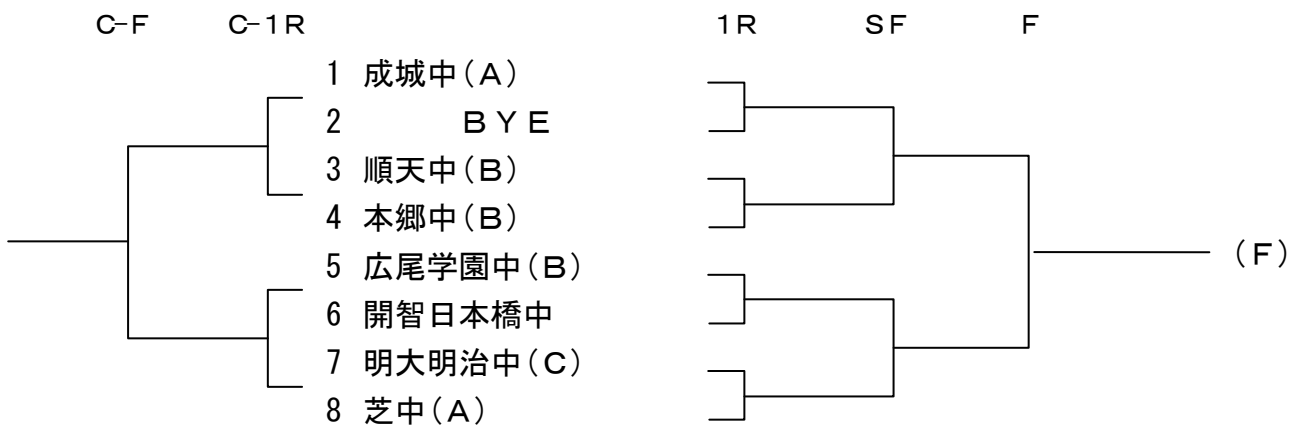 C-F C-1R 1R SF F
1 成城中(A)
2 BYE
3 順天中(B)
4 本郷中(B)
(F)
5 広尾学園中(B)
6 開智日本橋中
7 明大明治中(C)
8 芝中(A)